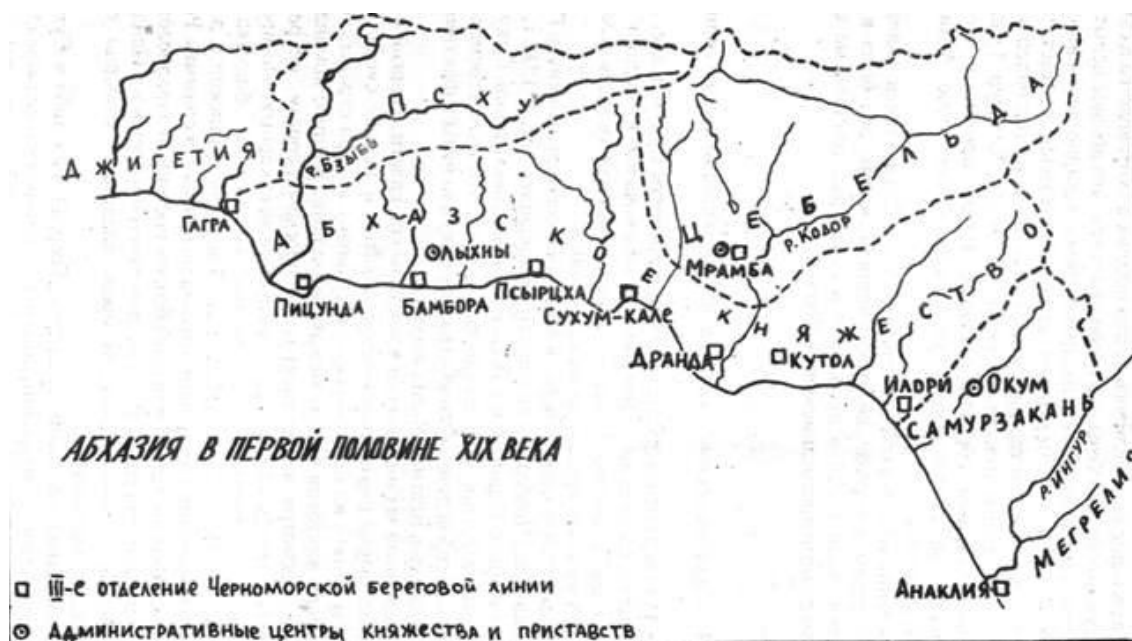 ПСХУ
ДЖИГЕТИЯ
р. Бзыбь
ЦЕБЕЛЬДА
р. Кодор
АБХАЗСКОЕ КНЯЖЕСТВО
ГАГРА
ЛЫХНЫ
МРАМБА
ПИЦУНДА
БАМБОРА
ПСЫРЦХА
СУХУМ-КАЛЕ
ДРАНДА
КУТОЛ
ИЛОРИ
ОКУМ
САМУРЗАКАНЬ
АБХАЗИЯ В ПЕРВОЙ ПОЛОВИНЕ XIX ВЕКА
р. ИНГУР
МЕГРЕЛИЯ
АНАКЛИЯ
III-е отделение Черноморской береговой линии
Административные центры княжества и приставств